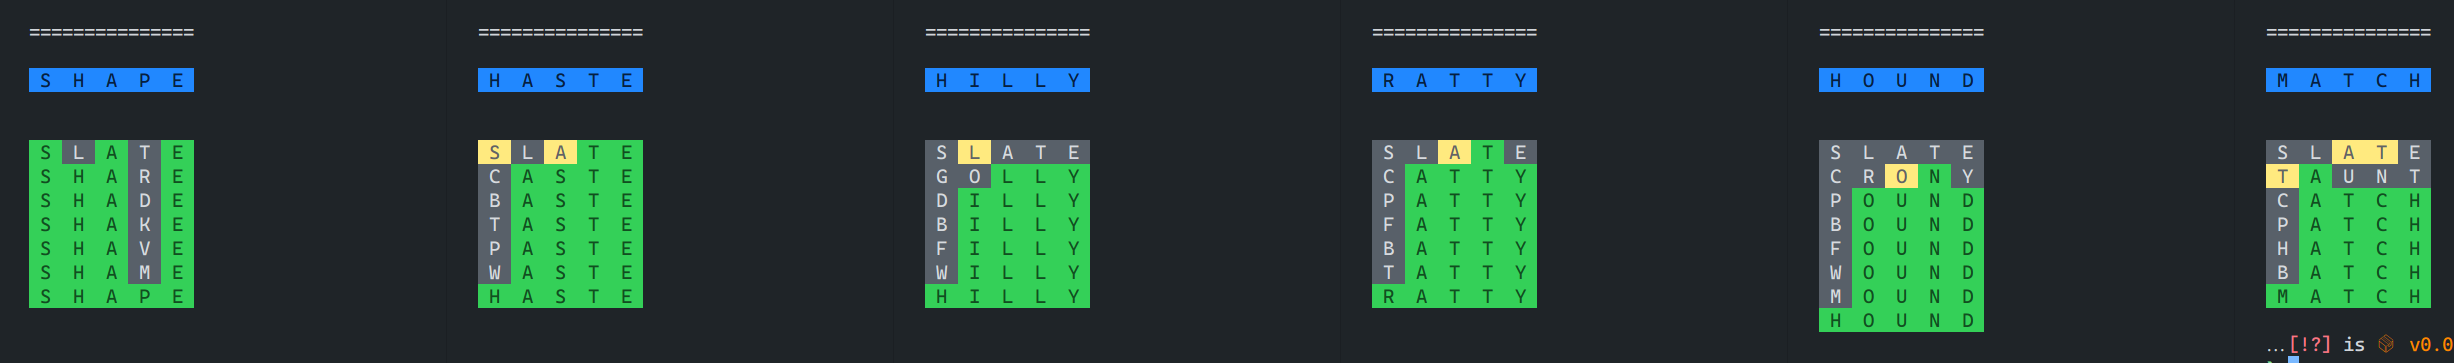 ===============
S H A P E
S L A T E
S H A R E
S H A D E
S H A K E
S H A V E
S H A M E
S H A P E
===============
H A S T E
S L A T E
C A S T E
B A S T E
T A S T E
P A S T E
W A S T E
H A S T E
===============
H I L L Y
S L A T E
G O L L Y
D I L L Y
B I L L Y
F I L L Y
W I L L Y
H I L L Y
===============
R A T T Y
S L A T E
C A T T Y
P A T T Y
F A T T Y
B A T T Y
T A T T Y
R A T T Y
===============
H O U N D
S L A T E
C R O N Y
P O U N D
B O U N D
F O U N D
W O U N D
M O U N D
H O U N D
===============
M A T C H
S L A T E
T A U N T
C A T C H
P A T C H
H A T C H
B A T C H
M A T C H
…[!?] is 📦 v0.0